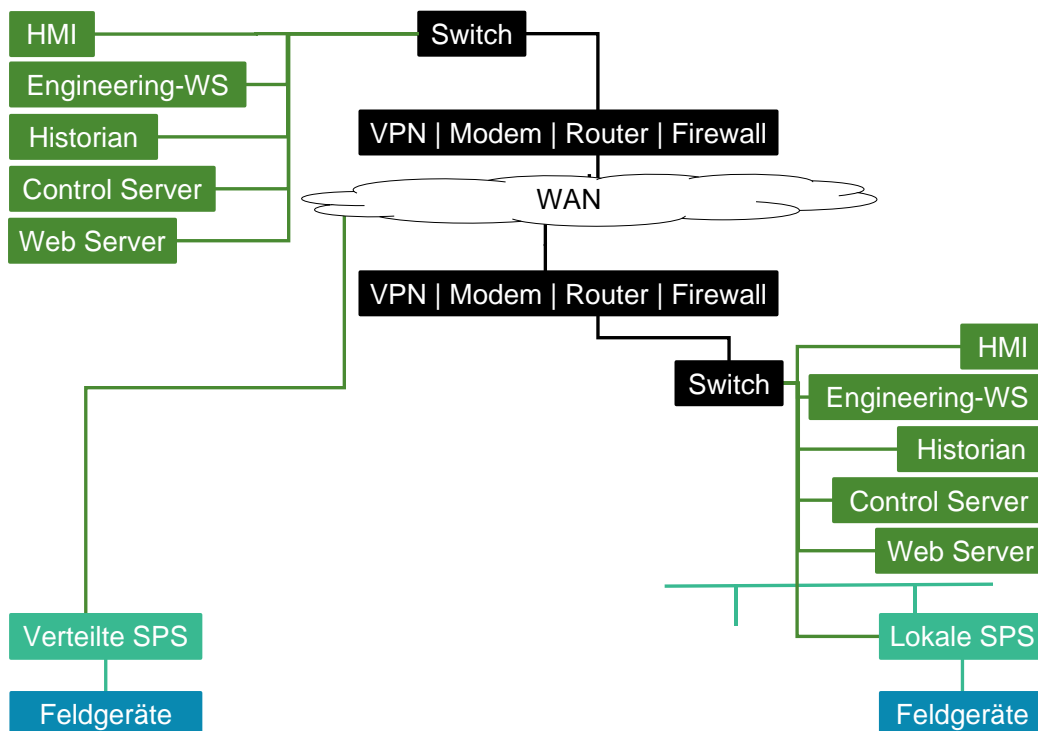 HMI
Switch
Engineering-WS
Historian
VPN | Modem | Router | Firewall
Control Server
WAN
Web Server
VPN | Modem | Router | Firewall
HMI
Switch
Engineering-WS
Historian
Control Server
Web Server
Verteilte SPS
Lokale SPS
Feldgeräte
Feldgeräte